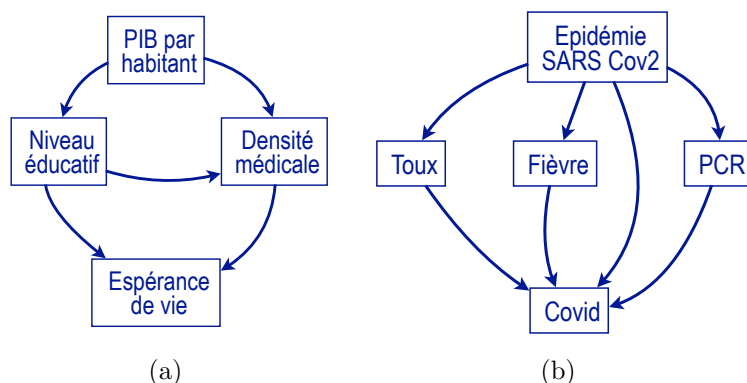 PIB par
habitant
Niveau
éducatif
Densité
médicale
Espérance
de vie
(a)
Epidémie
SARS Cov2
Toux
Fièvre
PCR
Covid
(b)